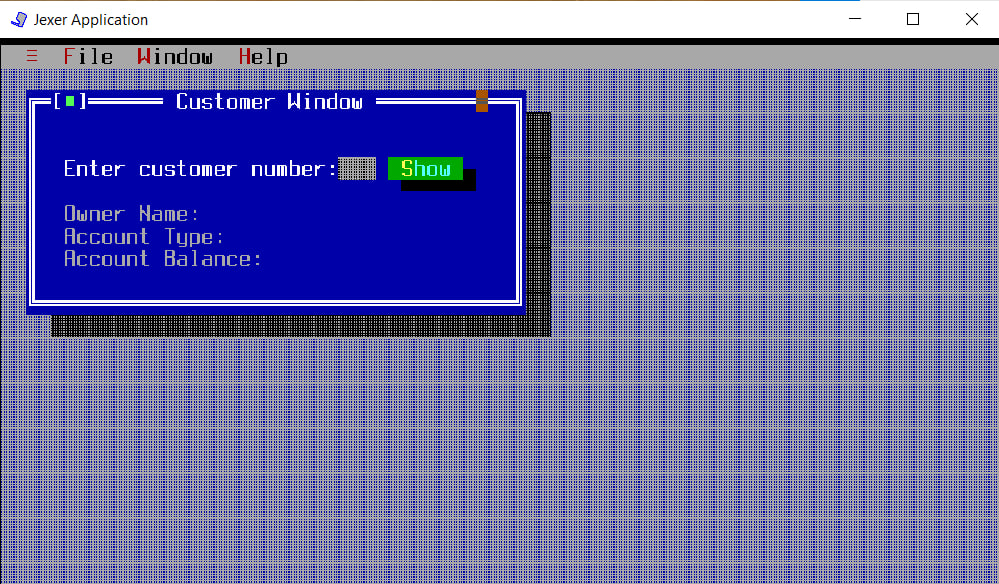 Jexer Application
≡ File Window Help
[■] Customer Window
Enter customer number: Show
Owner Name:
Account Type:
Account Balance: